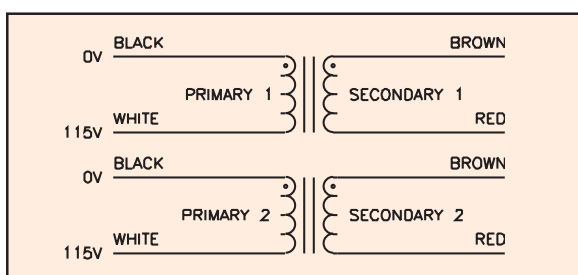 BLACK BROWN
0V
PRIMARY 1 SECONDARY 1
WHITE RED
115V
BLACK BROWN
0V
PRIMARY 2 SECONDARY 2
WHITE RED
115V